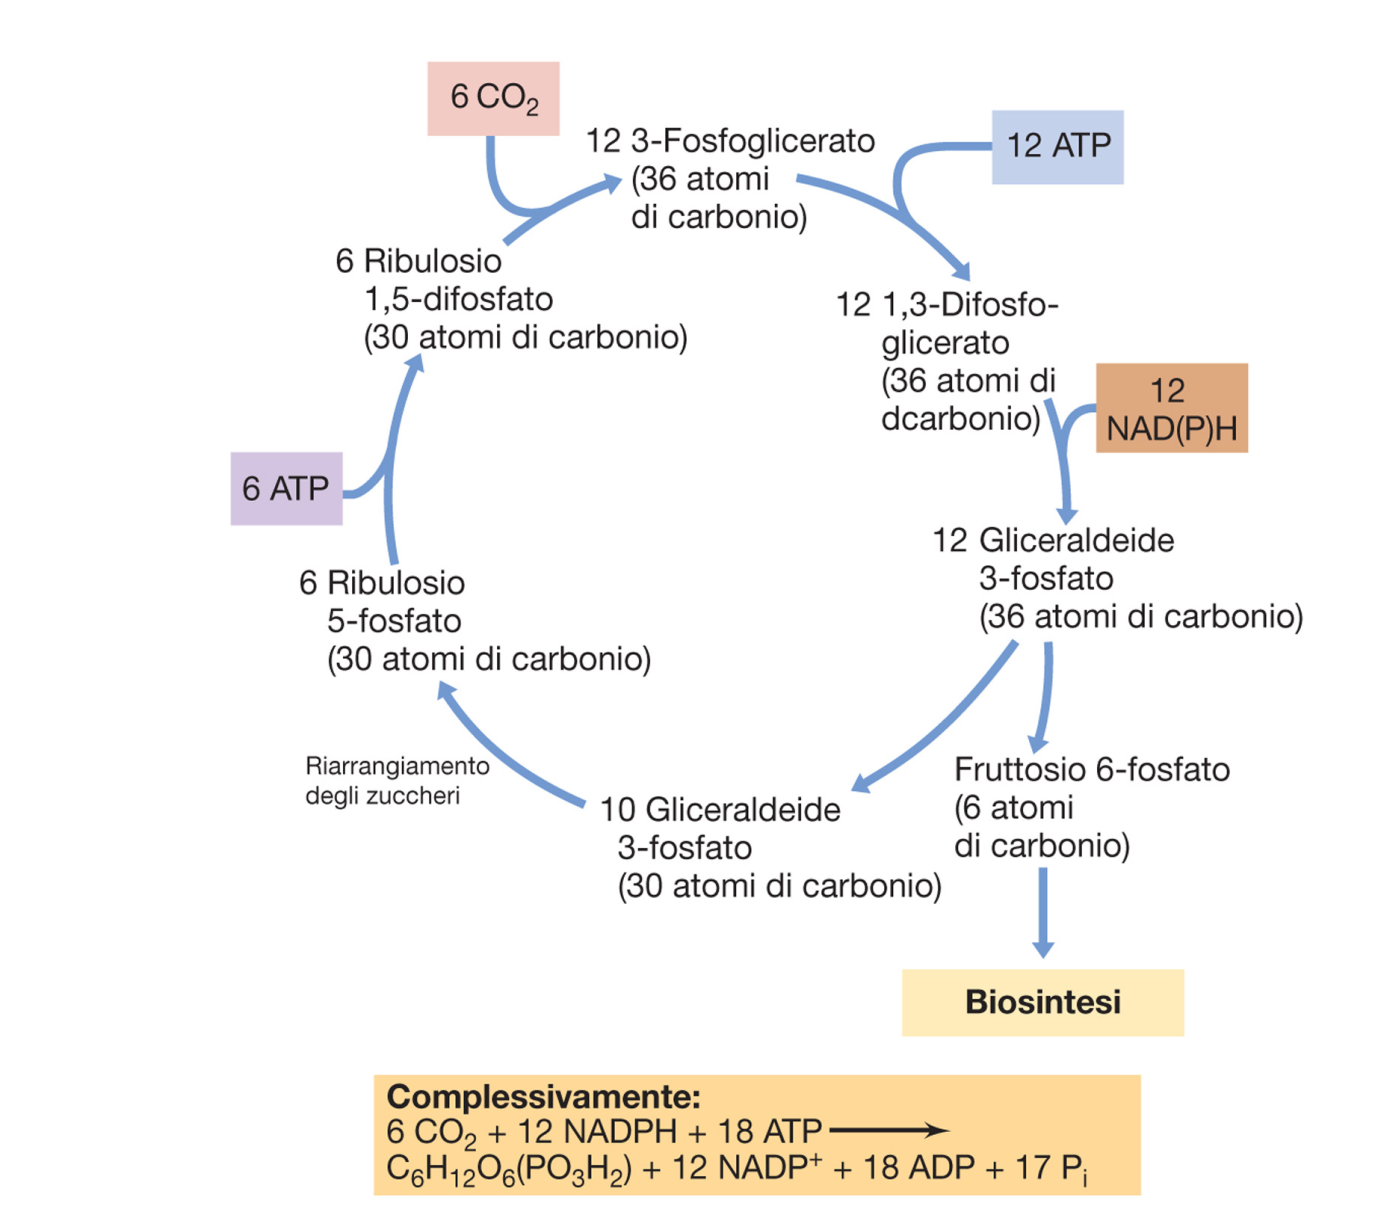 6 CO₂
12 3-Fosfoglicerato
(36 atomi
di carbonio)
12 ATP
6 Ribulosio
1,5-difosfato
(30 atomi di carbonio)
12 1,3-Difosfo-
glicerato
(36 atomi di
dcarbonio)
12
NAD(P)H
6 ATP
12 Gliceraldeide
3-fosfato
(36 atomi di carbonio)
6 Ribulosio
5-fosfato
(30 atomi di carbonio)
Riarrangiamento
degli zuccheri
10 Gliceraldeide
3-fosfato
(30 atomi di carbonio)
Fruttosio 6-fosfato
(6 atomi
di carbonio)
Biosintesi
Complessivamente:
6 CO₂ + 12 NADPH + 18 ATP ⟶
C₆H₁₂O₆(PO₃H₂) + 12 NADP⁺ + 18 ADP + 17 Pᵢ